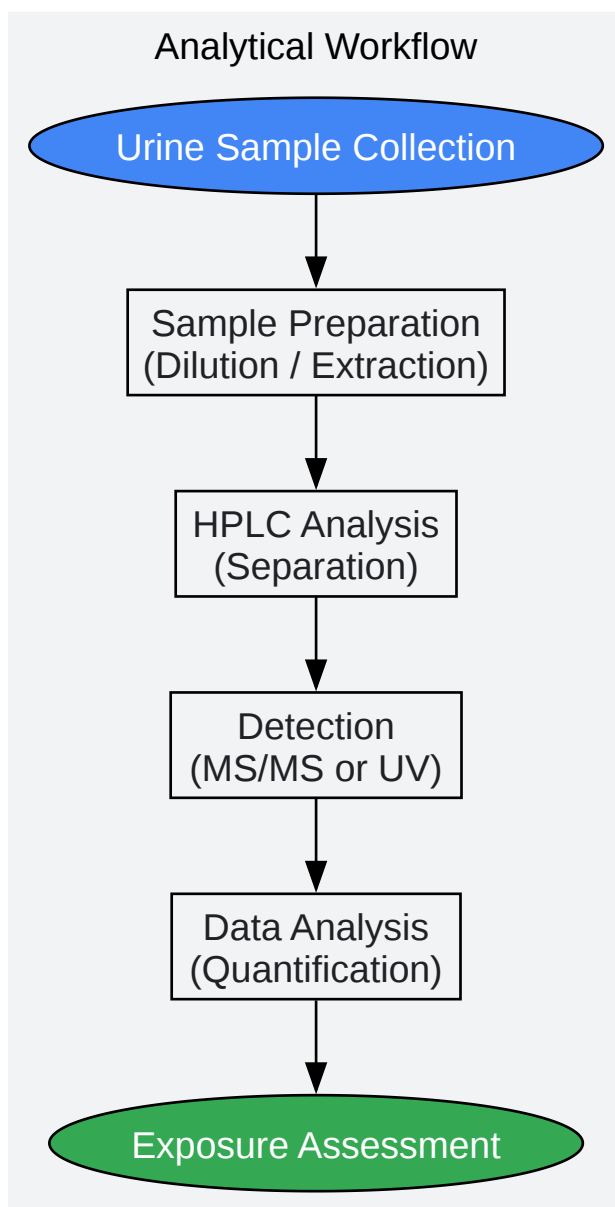 Analytical Workflow
Urine Sample Collection
Sample Preparation
(Dilution / Extraction)
HPLC Analysis
(Separation)
Detection
(MS/MS or UV)
Data Analysis
(Quantification)
Exposure Assessment